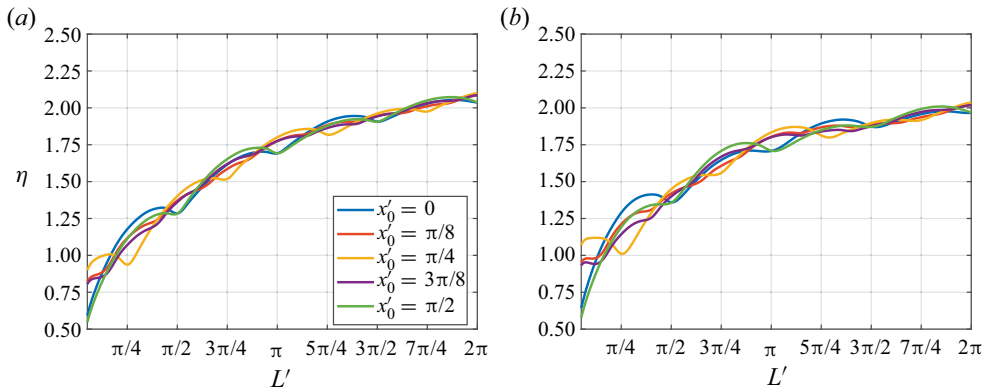 (a)
2.50
2.25
2.00
1.75
η
1.50
1.25
1.00
0.75
0.50
x′0 = 0
x′0 = π/8
x′0 = π/4
x′0 = 3π/8
x′0 = π/2
π/4 π/2 3π/4 π 5π/4 3π/2 7π/4 2π
L′
(b)
2.50
2.25
2.00
1.75
1.50
1.25
1.00
0.75
0.50
π/4 π/2 3π/4 π 5π/4 3π/2 7π/4 2π
L′